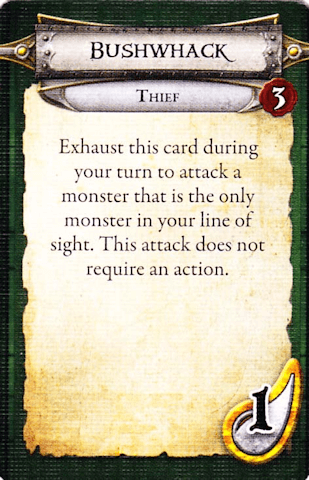 Bushwhack
Thief
3
Exhaust this card during
your turn to attack a
monster that is the only
monster in your line of
sight. This attack does not
require an action.
1